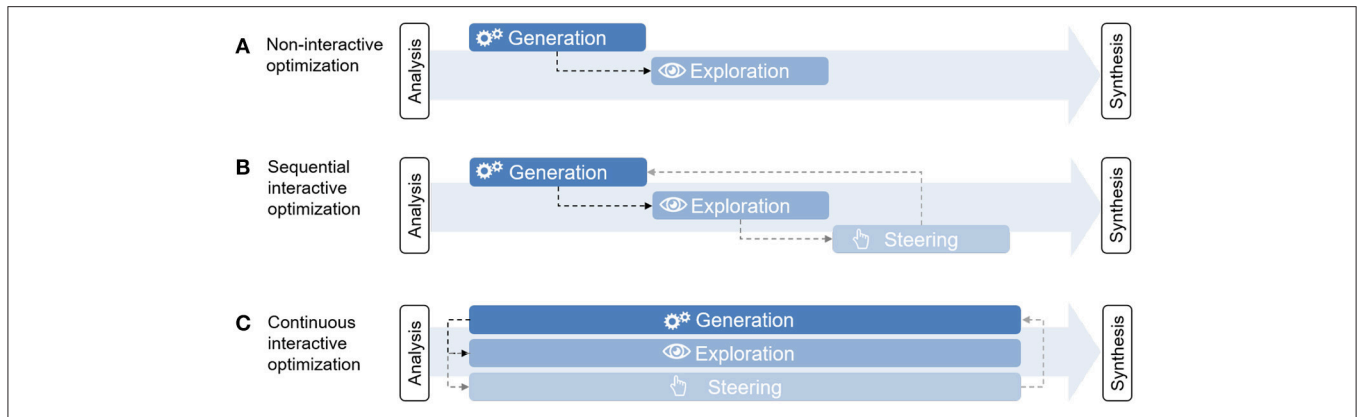 A Non-interactive
optimization
Analysis
Generation
Exploration
Synthesis
B Sequential
interactive
optimization
Analysis
Generation
Exploration
Steering
Synthesis
C Continuous
interactive
optimization
Analysis
Generation
Exploration
Steering
Synthesis